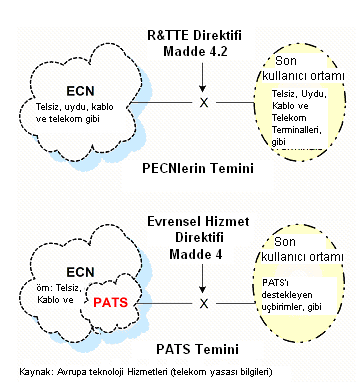 R&TTE Direktifi
Madde 4.2
ECN
Telsiz, uydu, kablo
ve telekom gibi
X
Son
kullanıcı ortamı
Telsiz, Uydu,
Kablo ve
Telekom
Terminalleri,
gibi
PECNlerin Temini
Evrensel Hizmet
Direktifi
Madde 4
ECN
örn: Telsiz,
Kablo ve
PATS
X
Son
kullanıcı ortamı
PATS'ı
destekleyen
uçbirimler, gibi
PATS Temini
Kaynak: Avrupa teknoloji Hizmetleri (telekom yasası bilgileri)